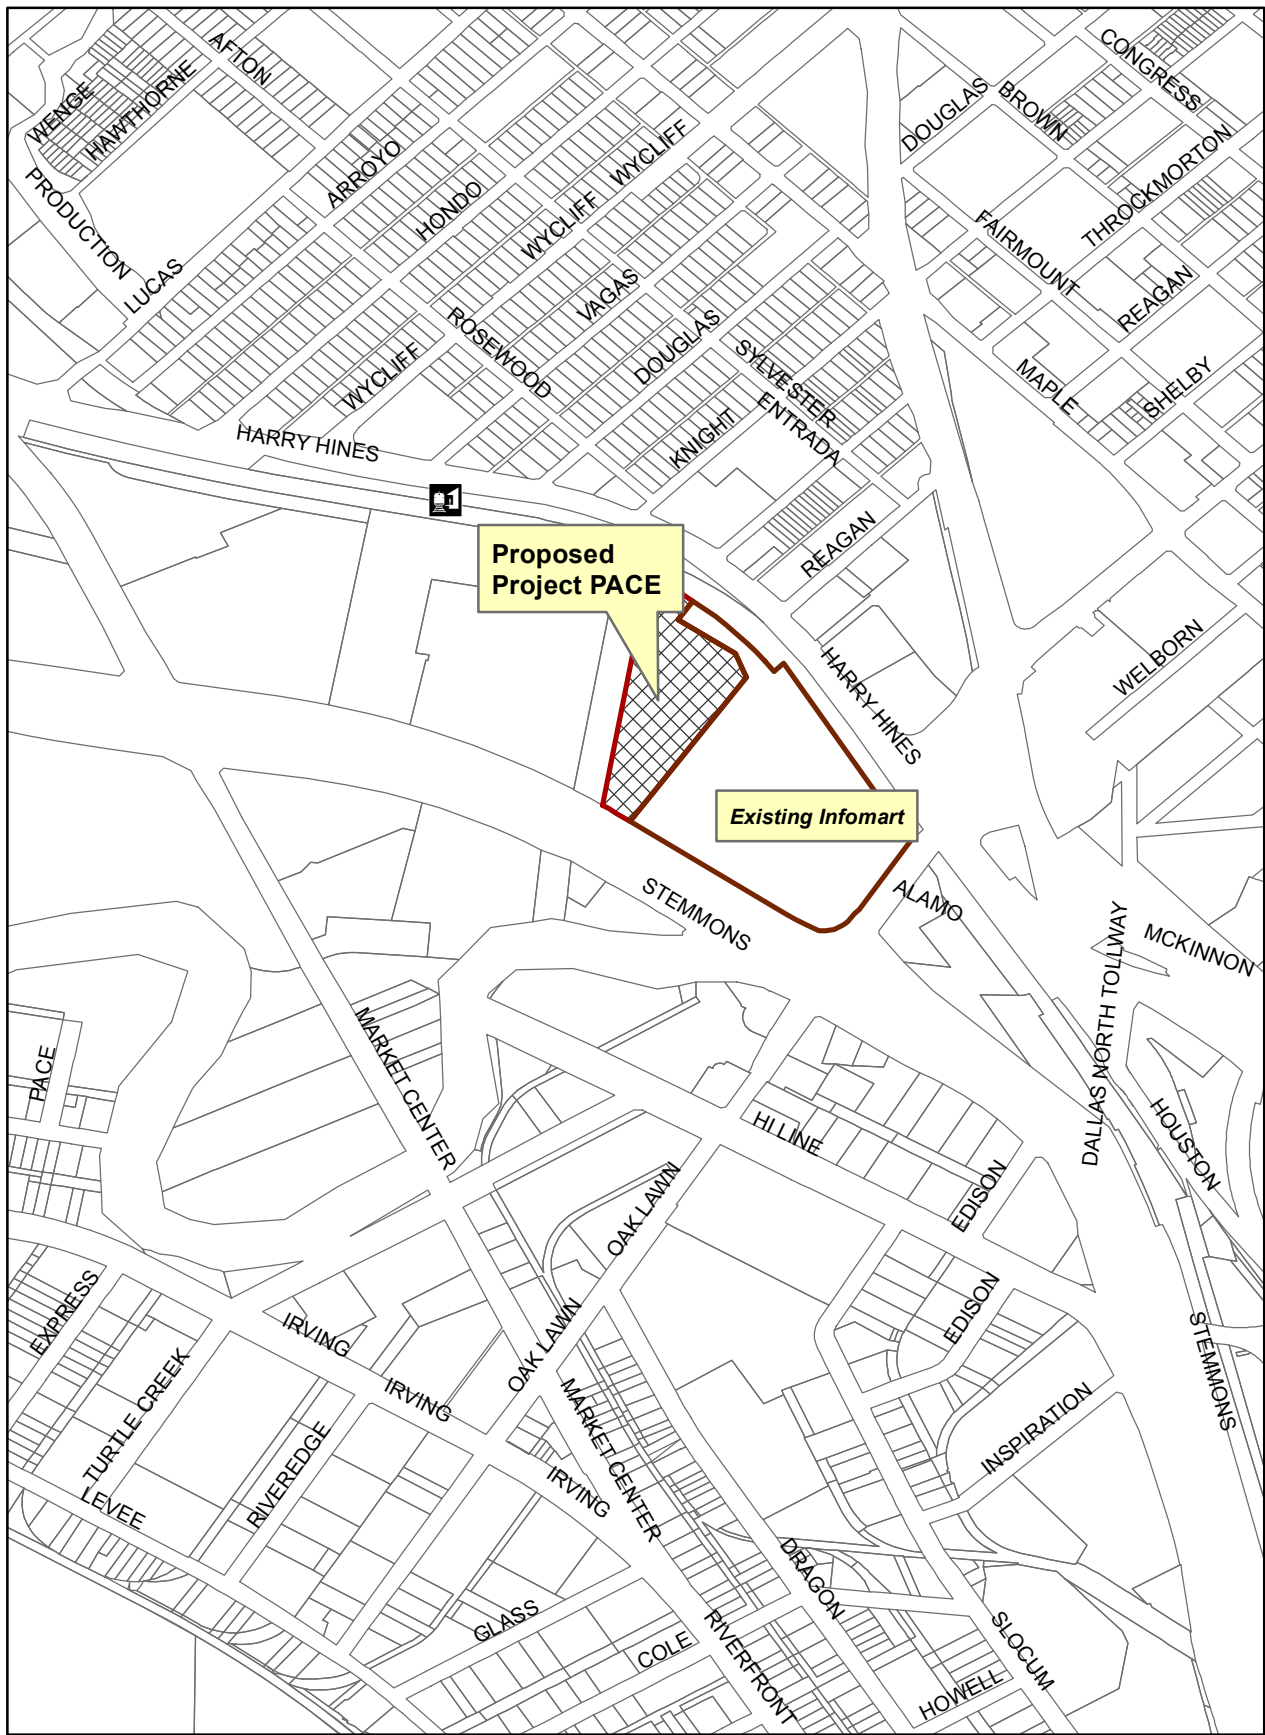 AFTON
CONGRESS
WENGE
HAWTHORNE
DOUGLAS
BROWN
ARROYO
WYCLIFF
THROCKMORTON
PRODUCTION
HONDO
WYCLIFF
FAIRMOUNT
LUCAS
VAGAS
REAGAN
ROSEWOOD
DOUGLAS
SYLVESTER
WYCLIFF
MAPLE
SHELBY
HARRY HINES
KNIGHT
ENTRADA
REAGAN
Proposed
Project PACE
WELBORN
HARRY HINES
Existing Infomart
STEMMONS
ALAMO
MCKINNON
DALLAS NORTH TOLLWAY
PACE
MARKET CENTER
HI LINE
HOUSTON
EDISON
OAK LAWN
EXPRESS
IRVING
EDISON
STEMMONS
OAK LAWN
TURTLE CREEK
IRVING
MARKET CENTER
INSPIRATION
RIVEREDGE
LEVEE
IRVING
DRAGON
GLASS
COLE
RIVERFRONT
SLOCUM
HOWELL